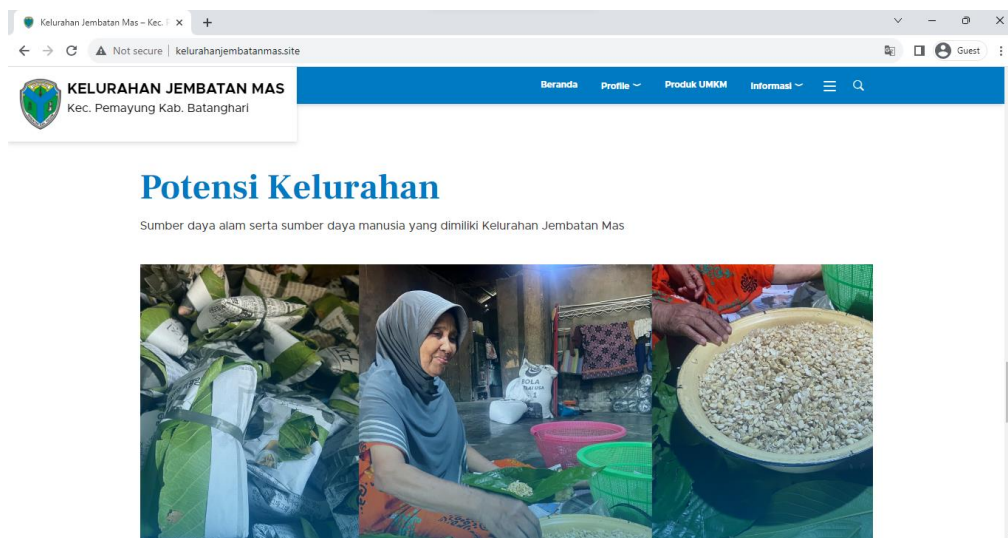 Kelurahan Jembatan Mas – Kec.
Not secure | kelurahanjembatanmas.site
Guest
KELURAHAN JEMBATAN MAS
Kec. Pemayung Kab. Batanghari
Beranda Profile Produk UMKM Informasi
Potensi Kelurahan
Sumber daya alam serta sumber daya manusia yang dimiliki Kelurahan Jembatan Mas
BOLA